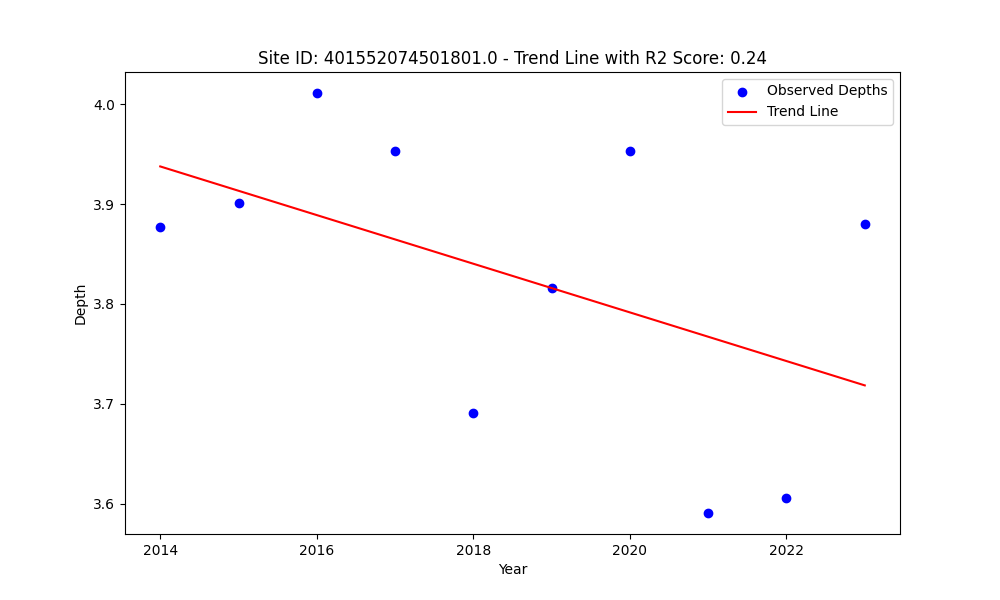 Site ID: 401552074501801.0 - Trend Line with R2 Score: 0.24
Observed Depths
Trend Line
4.0
3.9
3.8
3.7
3.6
Depth
2014
2016
2018
2020
2022
Year